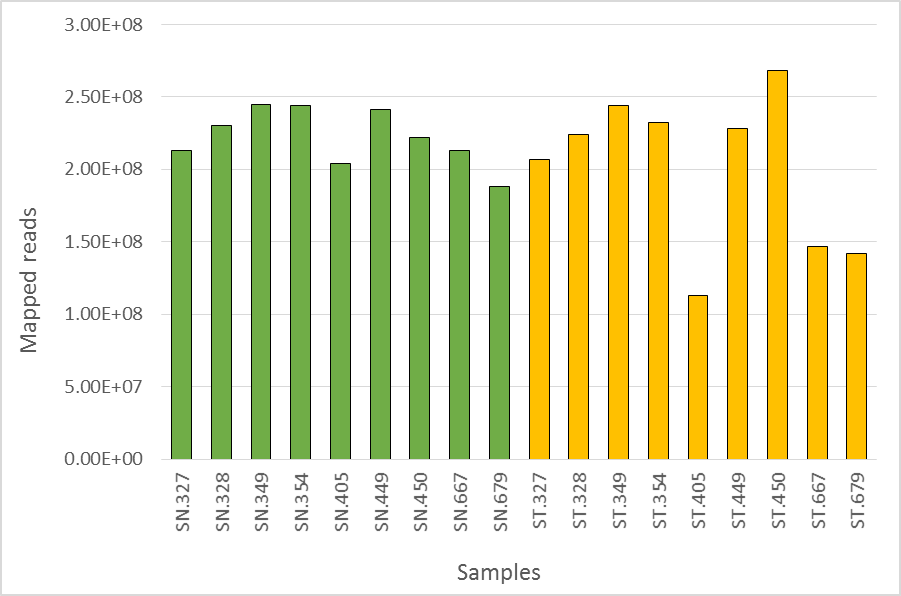 3.00E+08
2.50E+08
2.00E+08
1.50E+08
1.00E+08
5.00E+07
0.00E+00
Mapped reads
SN.327
SN.328
SN.349
SN.354
SN.405
SN.449
SN.450
SN.667
SN.679
ST.327
ST.328
ST.349
ST.354
ST.405
ST.449
ST.450
ST.667
ST.679
Samples